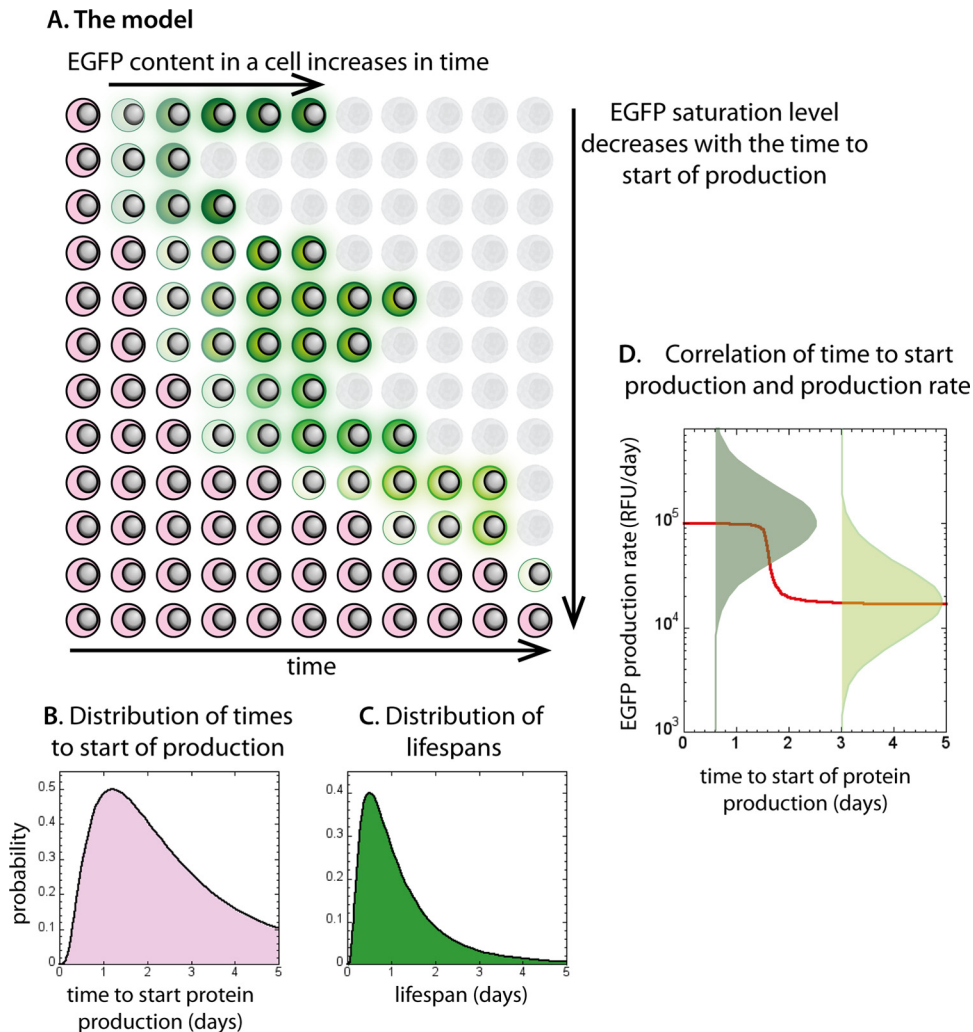 A. The model
EGFP content in a cell increases in time
EGFP saturation level
decreases with the time to
start of production
time
D. Correlation of time to start
production and production rate
EGFP production rate (RFU/day)
10^5
10^4
10^3
0 1 2 3 4 5
time to start of protein
production (days)
B. Distribution of times
to start of production
probability
0.5
0.4
0.3
0.2
0.1
0
0 1 2 3 4 5
time to start protein
production (days)
C. Distribution of
lifespans
0.4
0.3
0.2
0.1
0
0 1 2 3 4 5
lifespan (days)